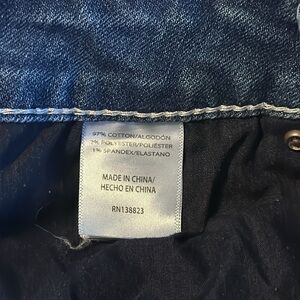 97% COTTON/ALGODÓN
2% POLYESTER/POLIÉSTER
1% SPANDEX/ELASTANO
MADE IN CHINA/
HECHO EN CHINA
RN138823